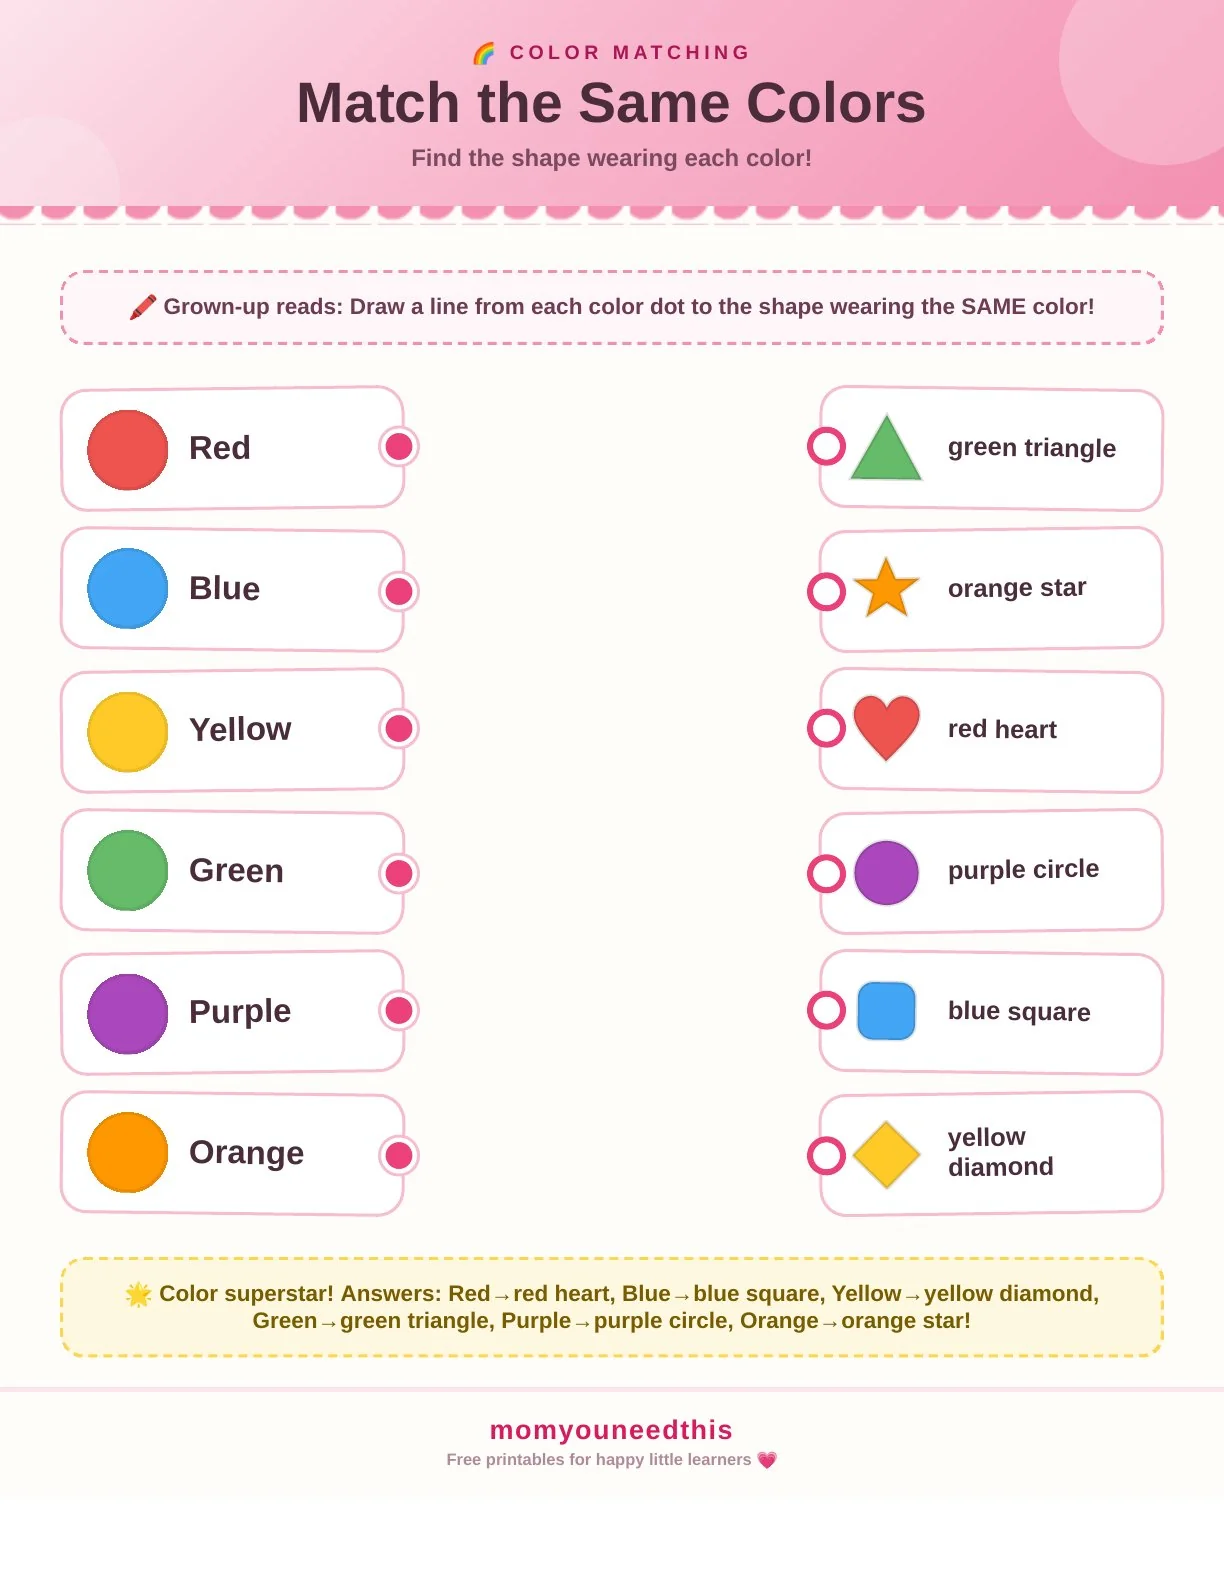 🌈 COLOR MATCHING
Match the Same Colors
Find the shape wearing each color!
🖍️ Grown-up reads: Draw a line from each color dot to the shape wearing the SAME color!
Red
green triangle
Blue
orange star
Yellow
red heart
Green
purple circle
Purple
blue square
Orange
yellow
diamond
🌟 Color superstar! Answers: Red→red heart, Blue→blue square, Yellow→yellow diamond,
Green→green triangle, Purple→purple circle, Orange→orange star!
momyouneedthis
Free printables for happy little learners 💗